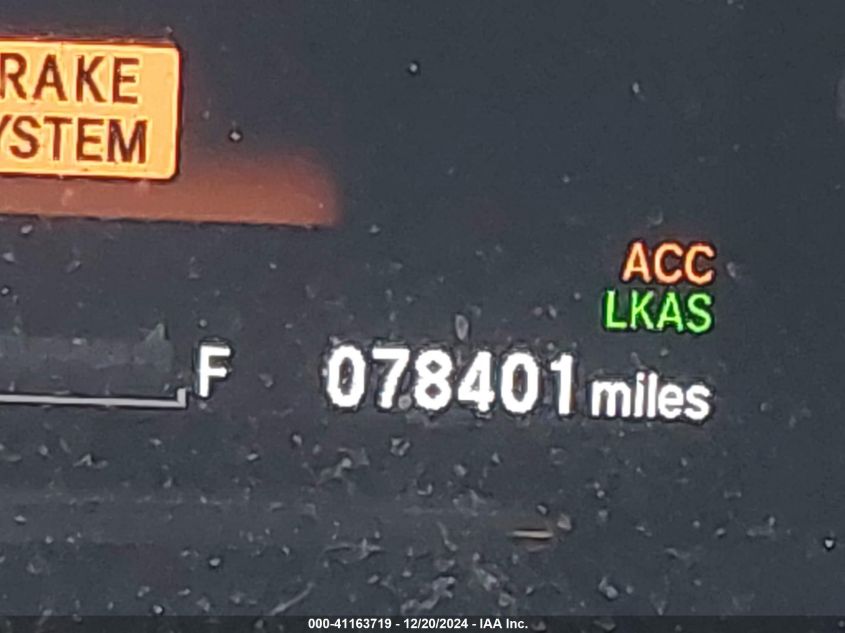 RAKE
YSTEM
ACC
LKAS
F 078401 miles
000-41163719 - 12/20/2024 - IAA Inc.